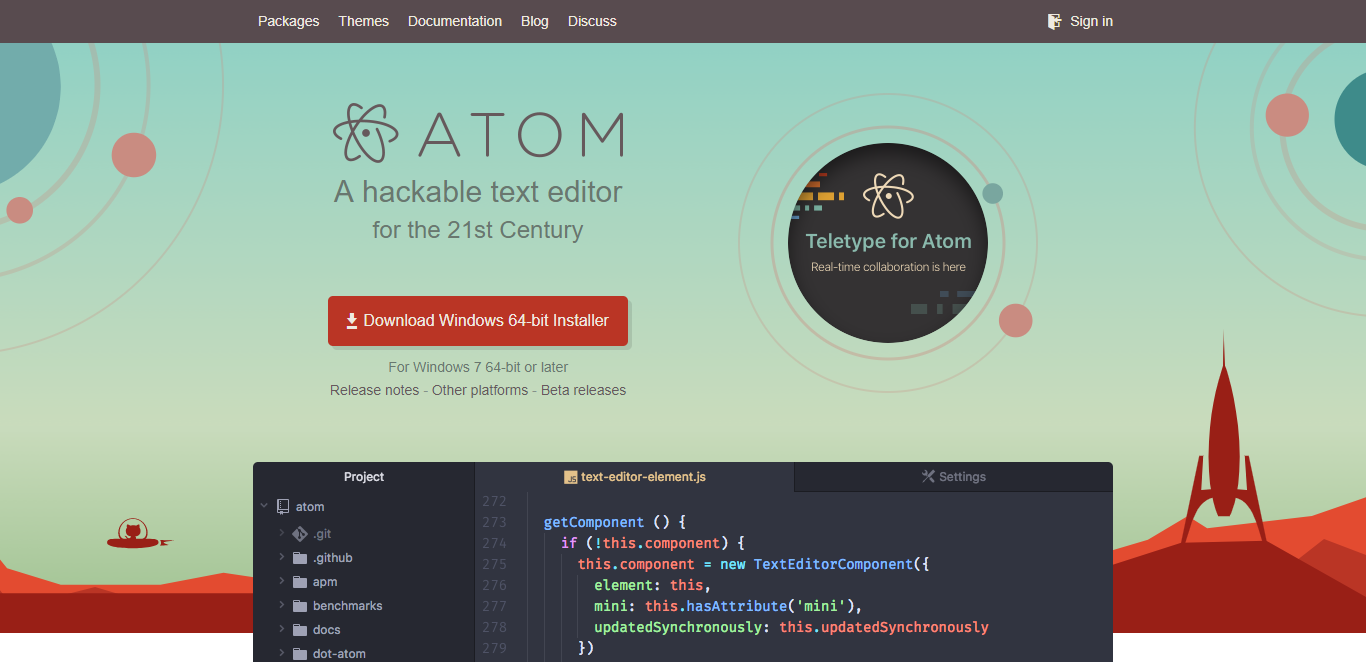 Packages Themes Documentation Blog Discuss Sign in
ATOM
A hackable text editor
for the 21st Century
Download Windows 64-bit Installer
For Windows 7 64-bit or later
Release notes - Other platforms - Beta releases
Teletype for Atom
Real-time collaboration is here
Project
atom
.git
.github
apm
benchmarks
docs
dot-atom
JS text-editor-element.js
Settings
272
273 getComponent () {
274 if (!this.component) {
275 this.component = new TextEditorComponent({
276 element: this,
277 mini: this.hasAttribute('mini'),
278 updatedSynchronously: this.updatedSynchronously
279 })